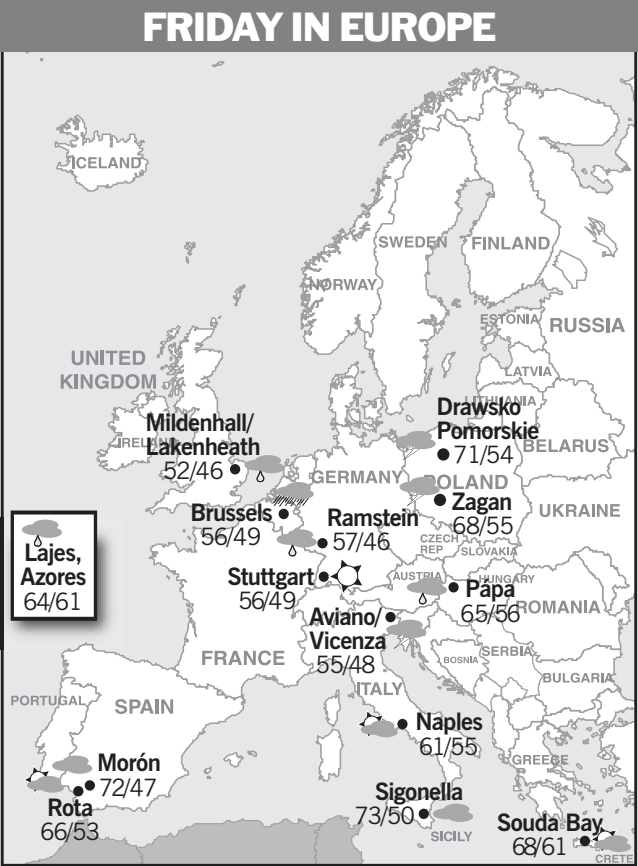 FRIDAY IN EUROPE
ICELAND
SWEDEN
FINLAND
NORWAY
ESTONIA
RUSSIA
LATVIA
LITHUANIA
UNITED
KINGDOM
IRELAND
Mildenhall/
Lakenheath
52/46
Drawsko
Pomorskie
71/54
BELARUS
GERMANY
POLAND
Zagan
68/55
UKRAINE
Brussels
56/49
Ramstein
57/46
CZECH
REP
SLOVAKIA
Lajes,
Azores
64/61
Stuttgart
56/49
AUSTRIA
HUNGARY
Pápa
65/56
ROMANIA
Aviano/
Vicenza
55/48
FRANCE
BOSNIA
SERBIA
BULGARIA
ITALY
PORTUGAL
SPAIN
Naples
61/55
GREECE
Morón
72/47
Rota
66/53
Sigonella
73/50
SICILY
Souda Bay
68/61
CRETE